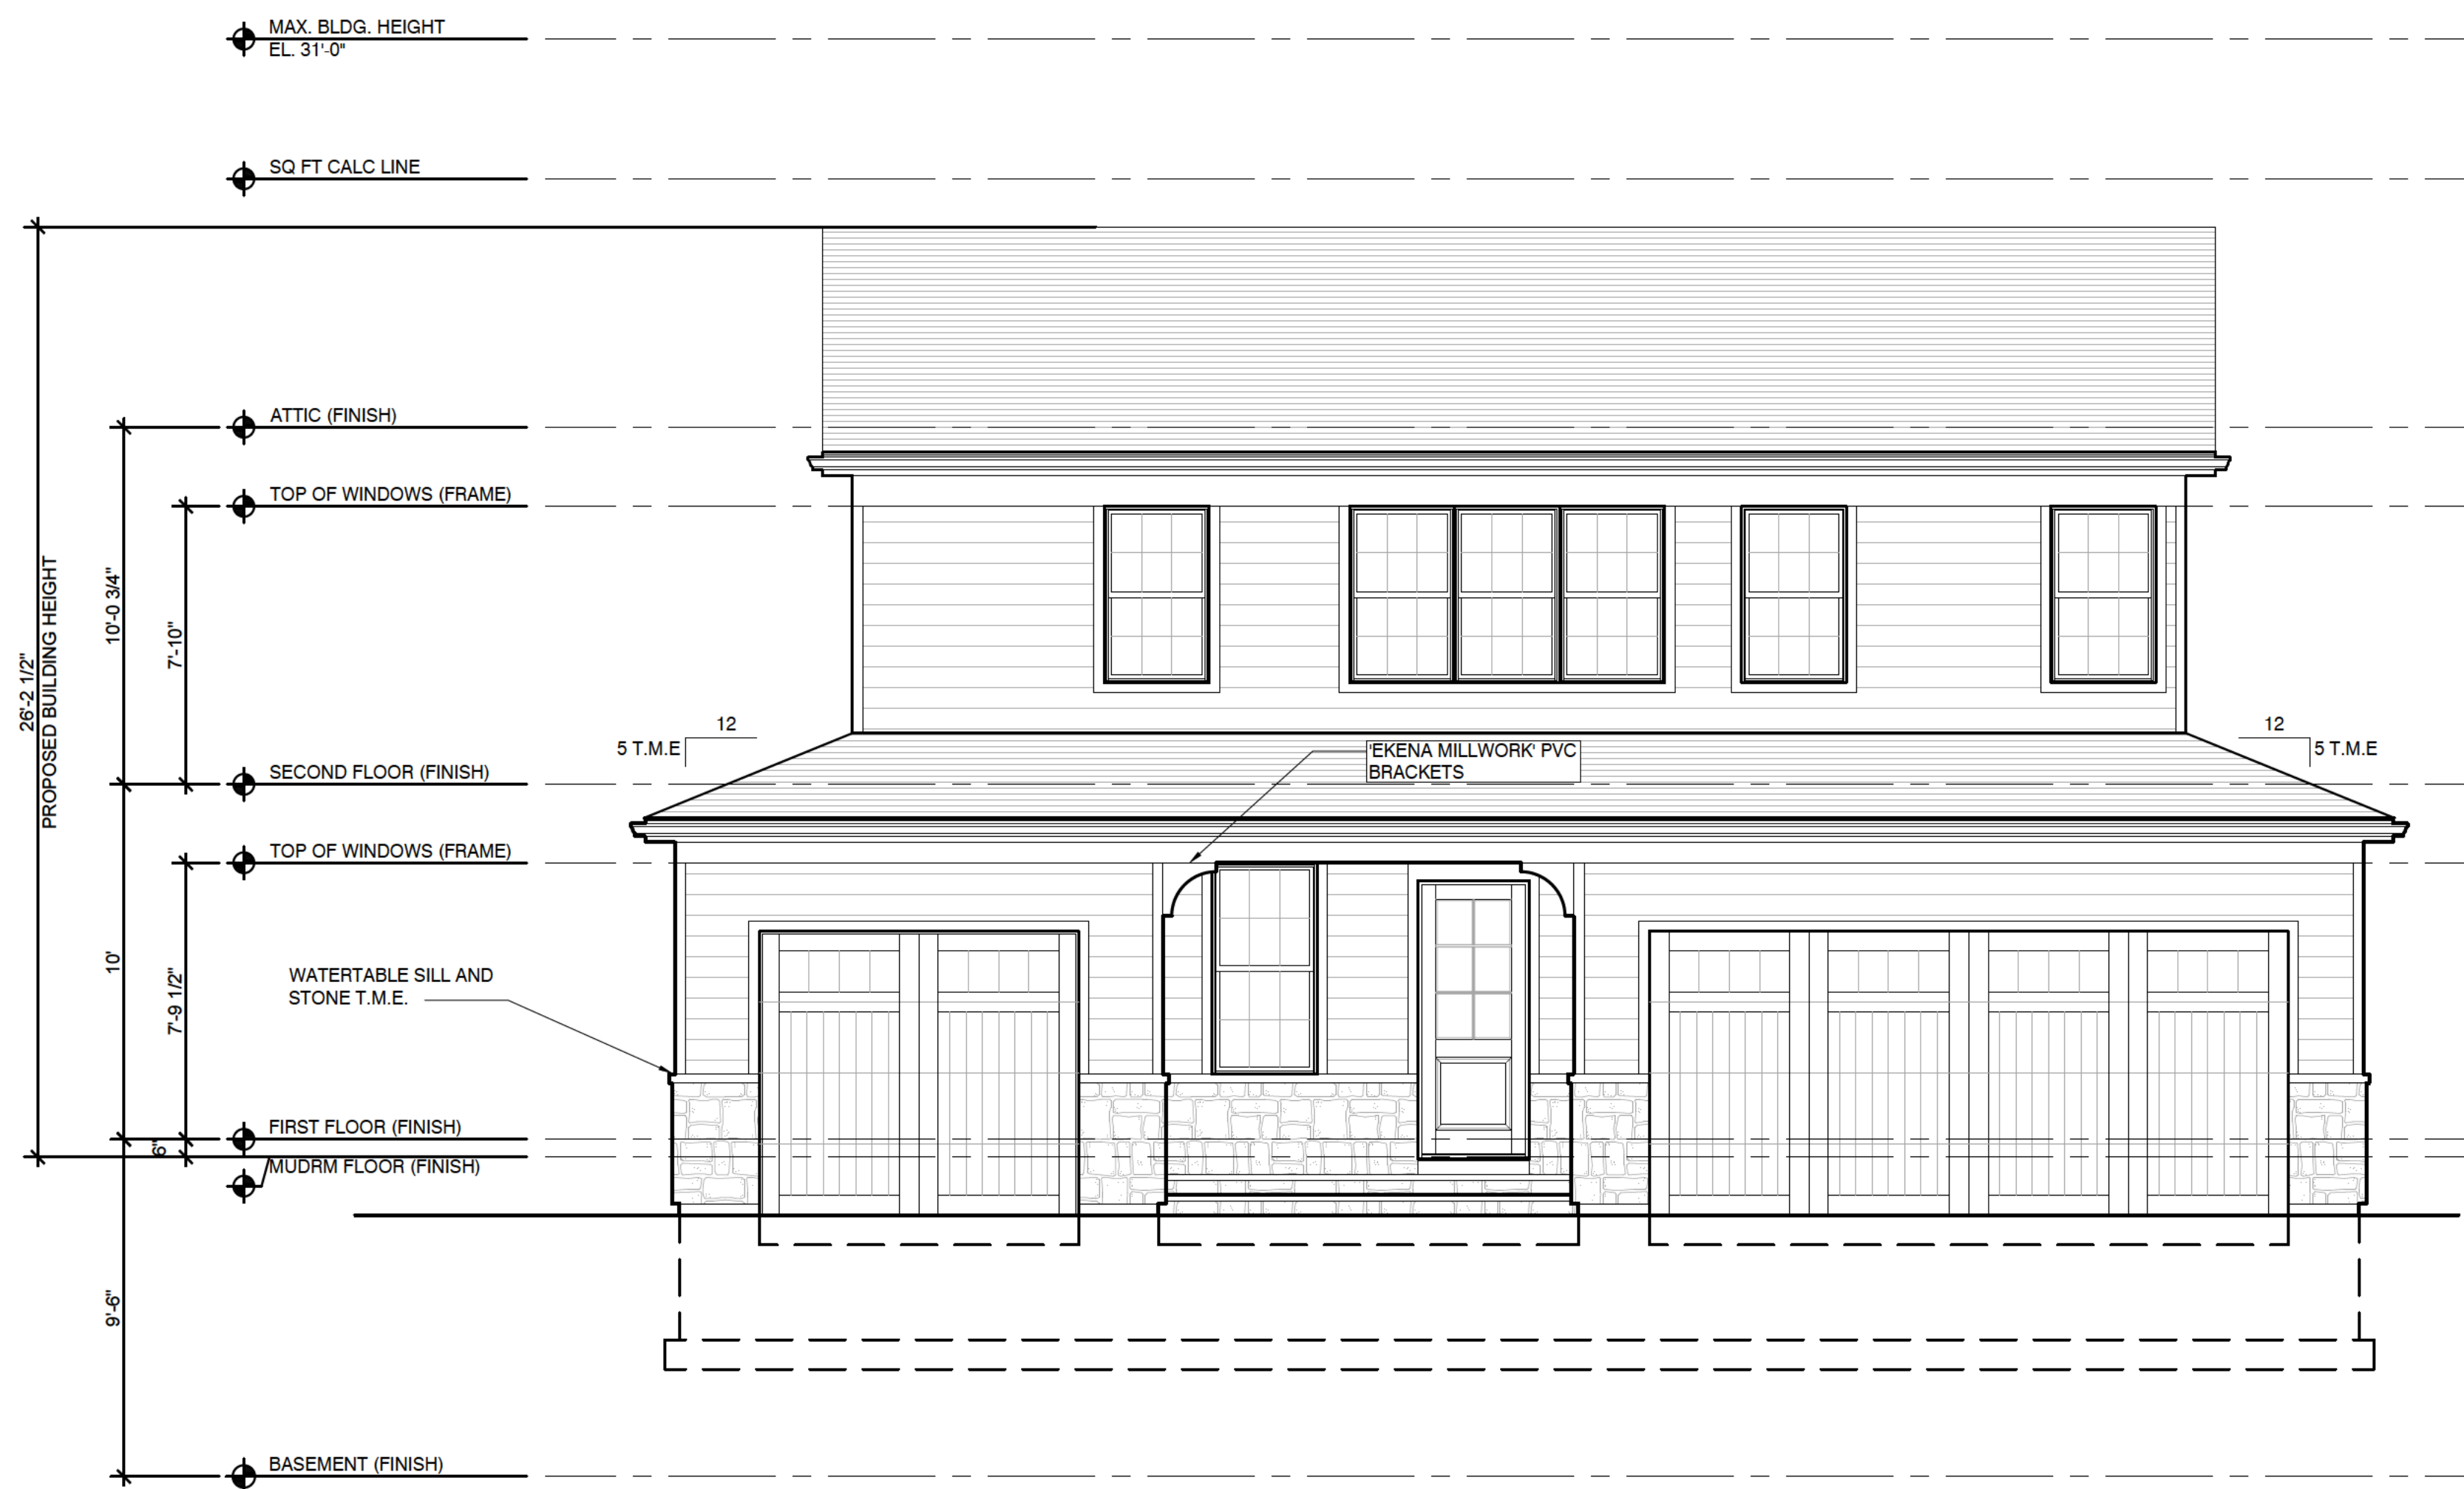 MAX. BLDG. HEIGHT
EL. 31'-0"
SQ FT CALC LINE
ATTIC (FINISH)
TOP OF WINDOWS (FRAME)
26'-2 1/2"
PROPOSED BUILDING HEIGHT
10'-0 3/4"
7'-10"
12
5 T.M.E
12
5 T.M.E
'EKENA MILLWORK' PVC
BRACKETS
SECOND FLOOR (FINISH)
TOP OF WINDOWS (FRAME)
10'
7'-9 1/2"
WATERTABLE SILL AND
STONE T.M.E.
FIRST FLOOR (FINISH)
6"
MUDRM FLOOR (FINISH)
9'-6"
BASEMENT (FINISH)